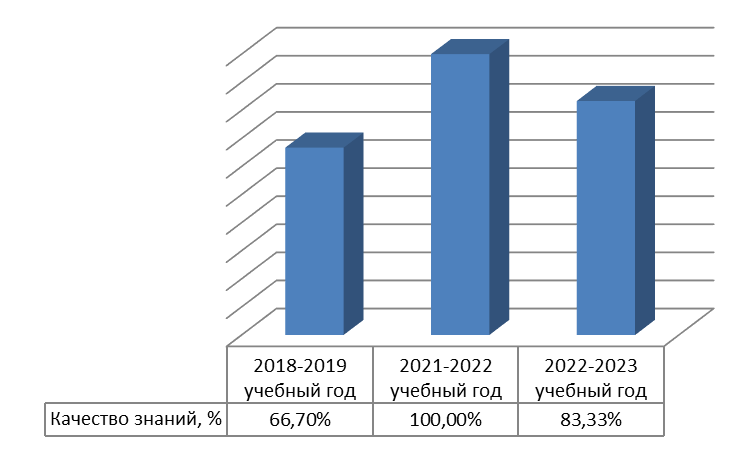 2018-2019 2021-2022 2022-2023
учебный год учебный год учебный год
Качество знаний, % 66,70% 100,00% 83,33%